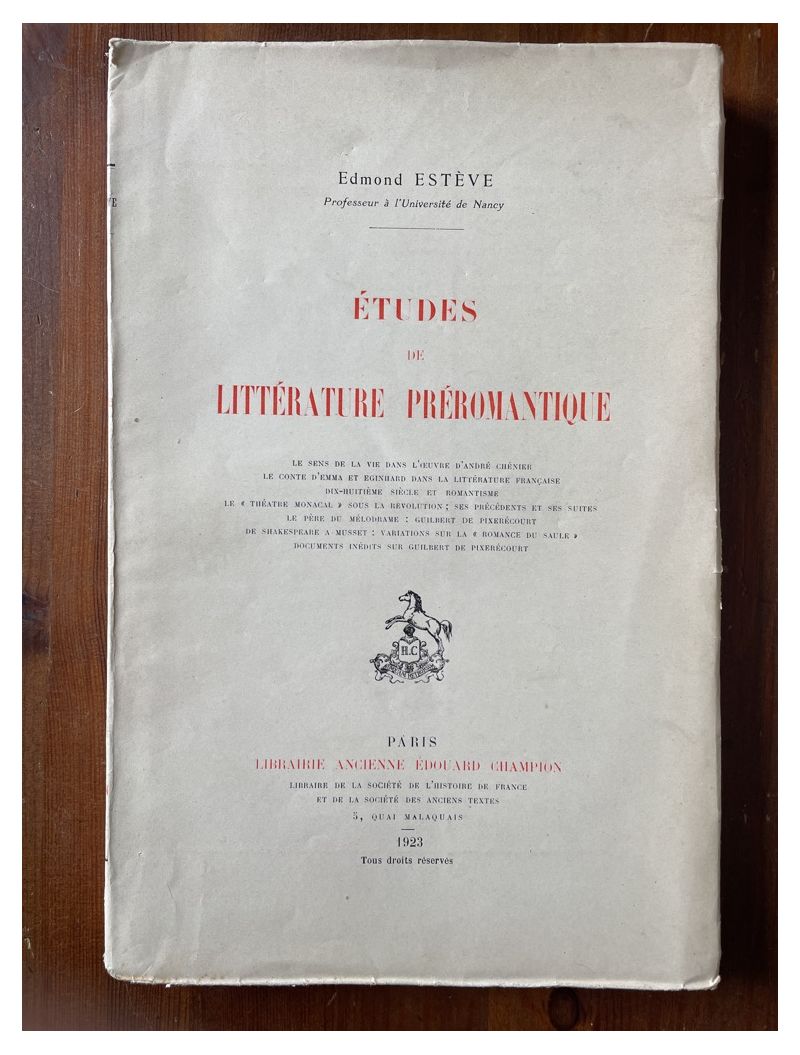 Edmond ESTÈVE
Professeur à l'Université de Nancy
ÉTUDES
DE
LITTÉRATURE PRÉROMANTIQUE
LE SENS DE LA VIE DANS L'ŒUVRE D'ANDRÉ CHÉNIER
LE CONTE D'EMMA ET EGINHARD DANS LA LITTÉRATURE FRANÇAISE
DIX-HUITIÈME SIÈCLE ET ROMANTISME
LE « THÉATRE MONACAL » SOUS LA RÉVOLUTION ; SES PRÉCÉDENTS ET SES SUITES
LE PÈRE DU MÉLODRAME : GUILBERT DE PIXERÉCOURT
DE SHAKESPEARE A MUSSET : VARIATIONS SUR LA « ROMANCE DU SAULE »
DOCUMENTS INÉDITS SUR GUILBERT DE PIXERÉCOURT
H.C
PARIS
LIBRAIRIE ANCIENNE ÉDOUARD CHAMPION
LIBRAIRE DE LA SOCIÉTÉ DE L'HISTOIRE DE FRANCE
ET DE LA SOCIÉTÉ DES ANCIENS TEXTES
5, QUAI MALAQUAIS
1923
Tous droits réservés